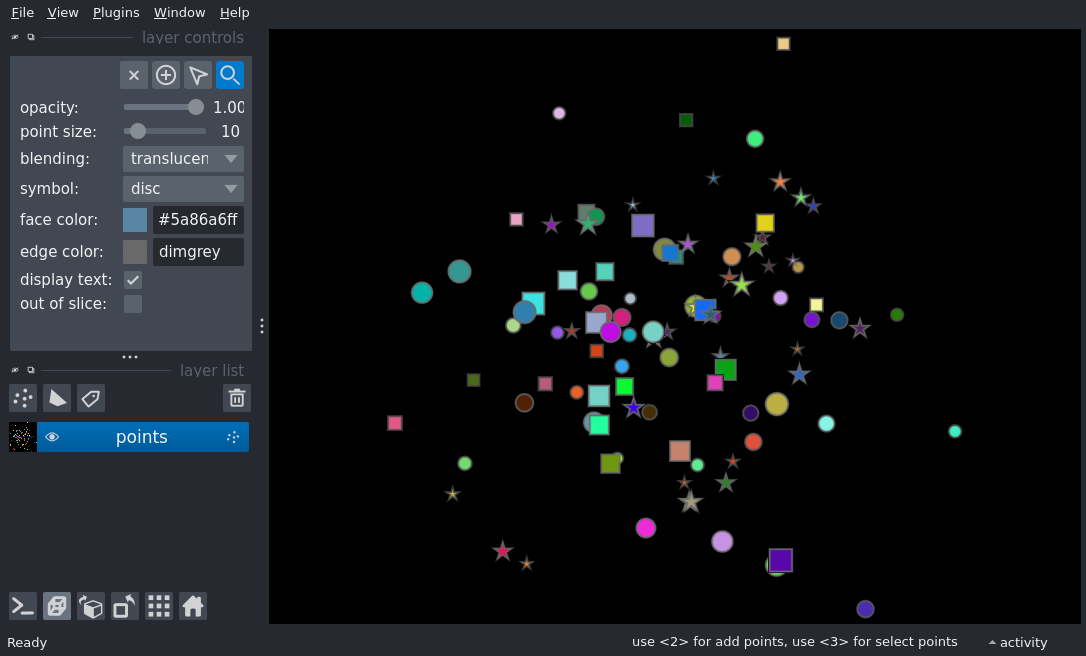 File View Plugins Window Help
layer controls
opacity: 1.00
point size: 10
blending: translucen
symbol: disc
face color: #5a86a6ff
edge color: dimgrey
display text:
out of slice:
layer list
points
Ready use <2> for add points, use <3> for select points activity